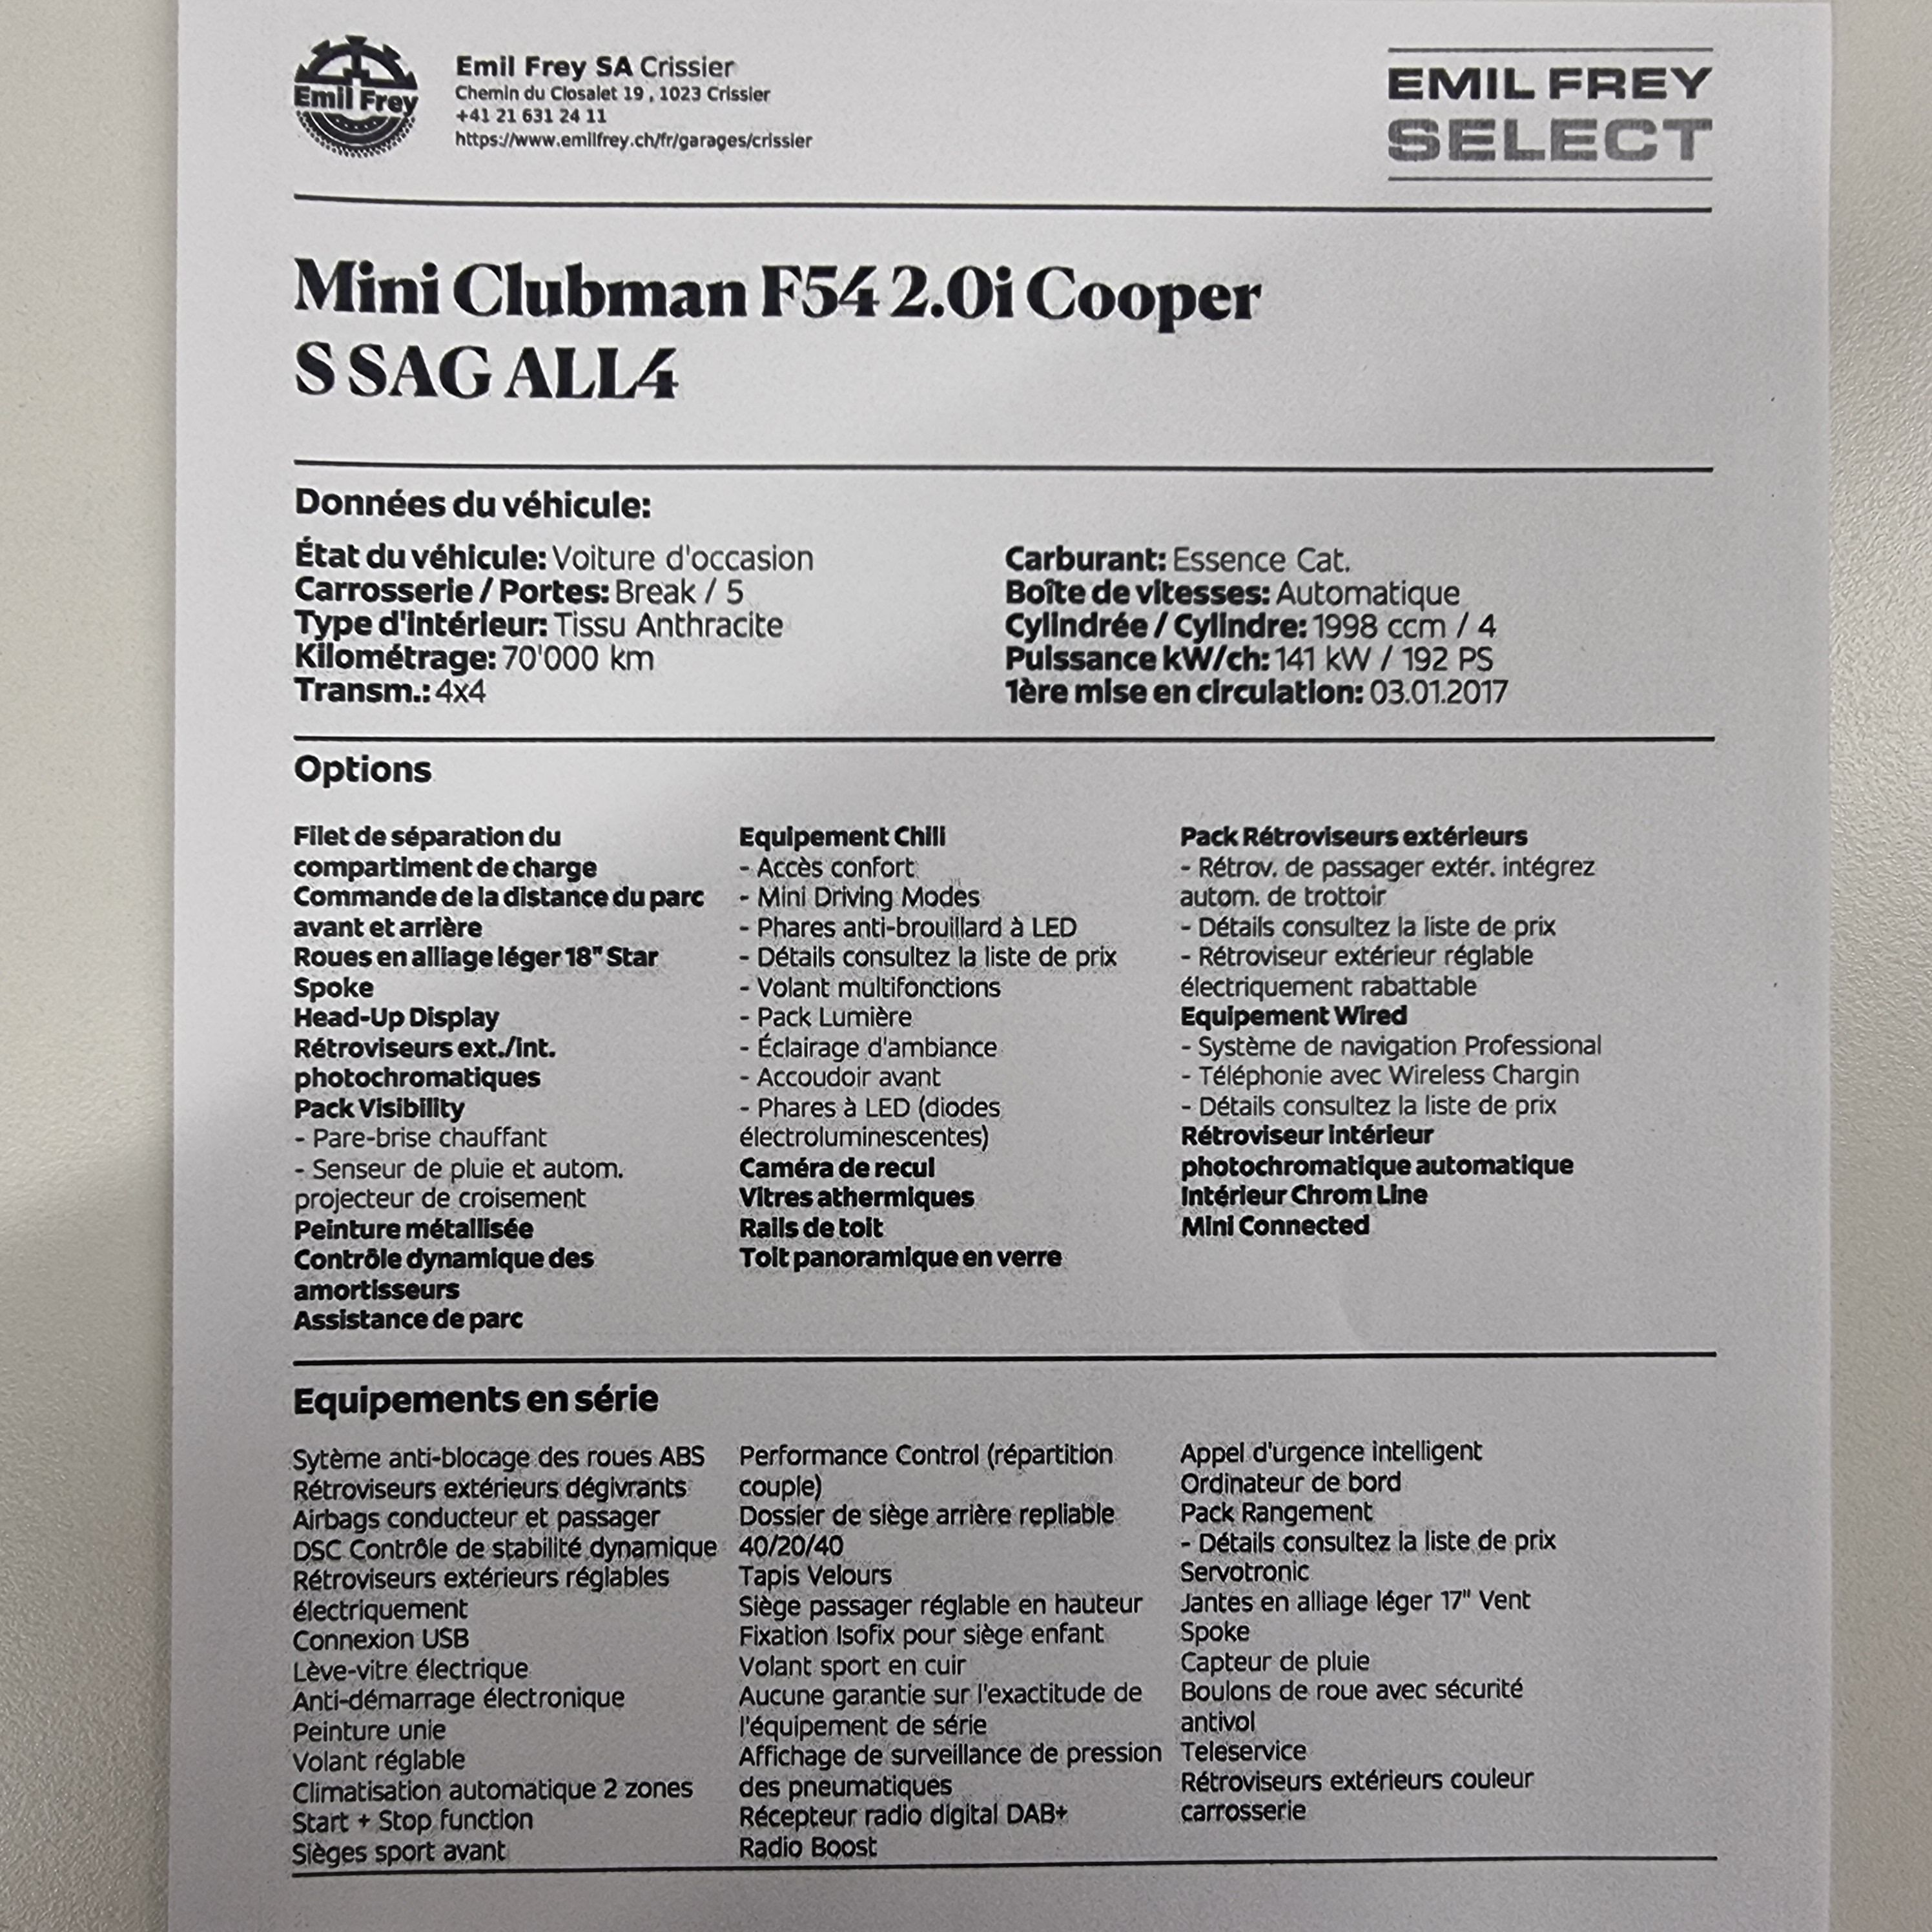 Emil Frey
Emil Frey SA Crissier
Chemin du Closalet 19 , 1023 Crissier
+41 21 631 24 11
https://www.emilfrey.ch/fr/garages/crissier
EMIL FREY
SELECT
Mini Clubman F54 2.0i Cooper
S SAG ALL4
Données du véhicule:
État du véhicule: Voiture d'occasion
Carrosserie / Portes: Break / 5
Type d'intérieur: Tissu Anthracite
Kilométrage: 70'000 km
Transm.: 4x4
Carburant: Essence Cat.
Boîte de vitesses: Automatique
Cylindrée / Cylindre: 1998 ccm / 4
Puissance kW/ch: 141 kW / 192 PS
1ère mise en circulation: 03.01.2017
Options
Filet de séparation du
compartiment de charge
Commande de la distance du parc
avant et arrière
Roues en alliage léger 18" Star
Spoke
Head-Up Display
Rétroviseurs ext./int.
photochromatiques
Pack Visibility
- Pare-brise chauffant
- Senseur de pluie et autom.
projecteur de croisement
Peinture métallisée
Contrôle dynamique des
amortisseurs
Assistance de parc
Equipement Chili
- Accès confort
- Mini Driving Modes
- Phares anti-brouillard à LED
- Détails consultez la liste de prix
- Volant multifonctions
- Pack Lumière
- Éclairage d'ambiance
- Accoudoir avant
- Phares à LED (diodes
électroluminescentes)
Caméra de recul
Vitres athermiques
Rails de toit
Toit panoramique en verre
Pack Rétroviseurs extérieurs
- Rétrov. de passager extér. intégrez
autom. de trottoir
- Détails consultez la liste de prix
- Rétroviseur extérieur réglable
électriquement rabattable
Equipement Wired
- Système de navigation Professional
- Téléphonie avec Wireless Chargin
- Détails consultez la liste de prix
Rétroviseur intérieur
photochromatique automatique
Intérieur Chrom Line
Mini Connected
Equipements en série
Sytème anti-blocage des roues ABS
Rétroviseurs extérieurs dégivrants
Airbags conducteur et passager
DSC Contrôle de stabilité dynamique
Rétroviseurs extérieurs réglables
électriquement
Connexion USB
Lève-vitre électrique
Anti-démarrage électronique
Peinture unie
Volant réglable
Climatisation automatique 2 zones
Start + Stop function
Sièges sport avant
Performance Control (répartition
couple)
Dossier de siège arrière repliable
40/20/40
Tapis Velours
Siège passager réglable en hauteur
Fixation Isofix pour siège enfant
Volant sport en cuir
Aucune garantie sur l'exactitude de
l'équipement de série
Affichage de surveillance de pression
des pneumatiques
Récepteur radio digital DAB+
Radio Boost
Appel d'urgence intelligent
Ordinateur de bord
Pack Rangement
- Détails consultez la liste de prix
Servotronic
Jantes en alliage léger 17" Vent
Spoke
Capteur de pluie
Boulons de roue avec sécurité
antivol
Teleservice
Rétroviseurs extérieurs couleur
carrosserie